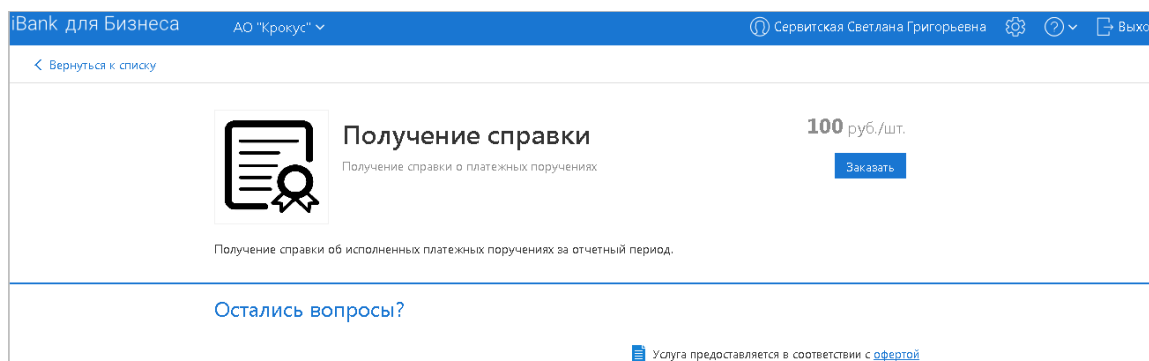 iBank для Бизнеса АО "Крокус" Сервитская Светлана Григорьевна
Вернуться к списку
Получение справки
100 руб./шт.
Получение справки о платежных поручениях
Заказать
Получение справки об исполненных платежных поручениях за отчетный период.
Остались вопросы?
Услуга предоставляется в соответствии с офертой